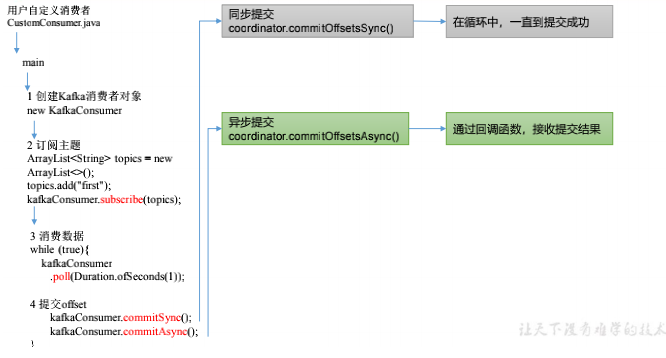 用户自定义消费者
CustomConsumer.java
main
1 创建Kafka消费者对象
new KafkaConsumer
2 订阅主题
ArrayList<String> topics = new
ArrayList<>();
topics.add("first");
kafkaConsumer.subscribe(topics);
3 消费数据
while (true){
kafkaConsumer
.poll(Duration.ofSeconds(1));
4 提交offset
kafkaConsumer.commitSync();
kafkaConsumer.commitAsync();
}
同步提交
coordinator.commitOffsetsSync()
在循环中，一直到提交成功
异步提交
coordinator.commitOffsetsAsync()
通过回调函数，接收提交结果
让天下没有难学的技术